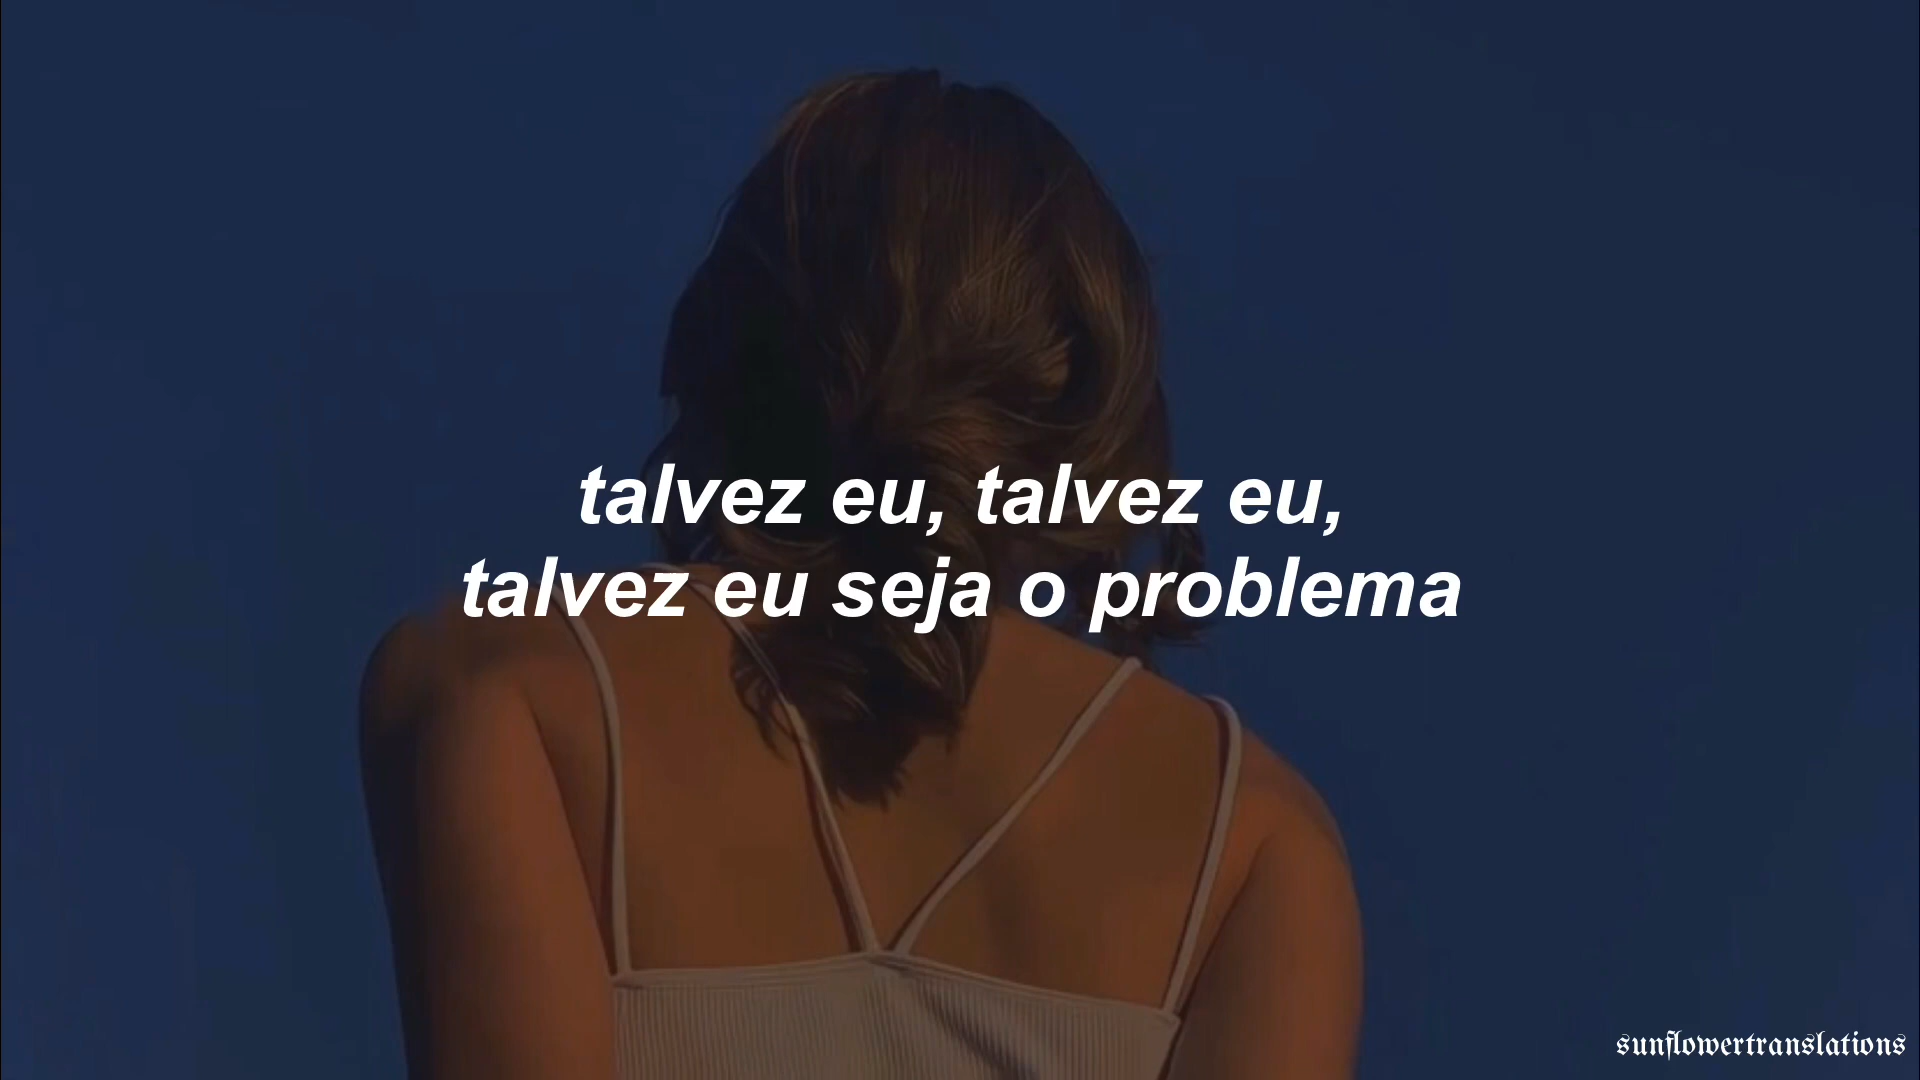 talvez eu, talvez eu,
talvez eu seja o problema
sunflowertranslations